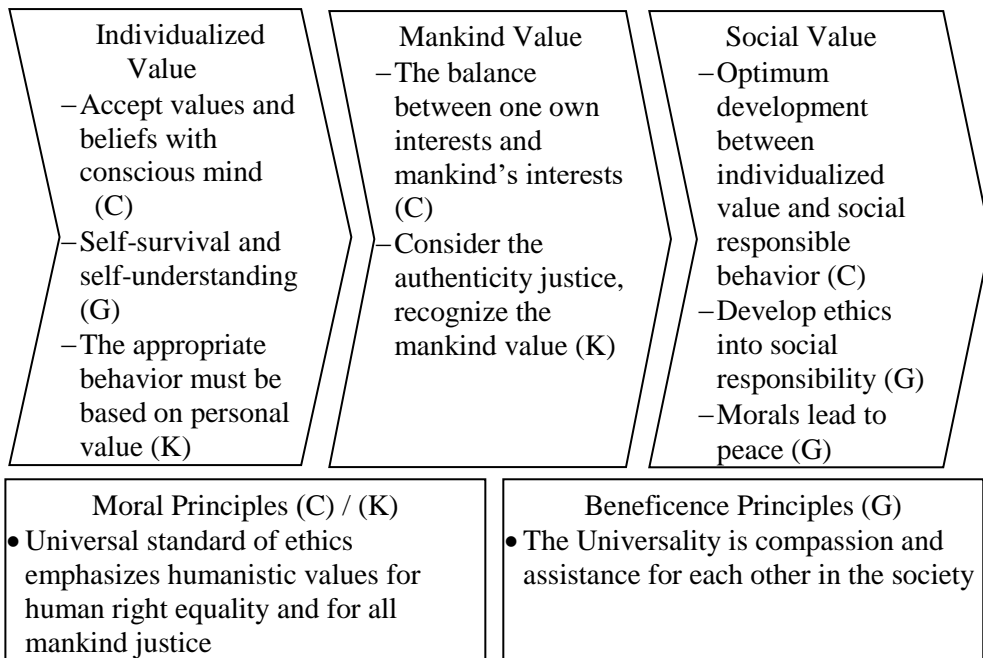 Individualized
Value
–Accept values and
beliefs with
conscious mind
(C)
–Self-survival and
self-understanding
(G)
–The appropriate
behavior must be
based on personal
value (K)
Mankind Value
–The balance
between one own
interests and
mankind’s interests
(C)
–Consider the
authenticity justice,
recognize the
mankind value (K)
Social Value
–Optimum
development
between
individualized
value and social
responsible
behavior (C)
–Develop ethics
into social
responsibility (G)
–Morals lead to
peace (G)
Moral Principles (C) / (K)
• Universal standard of ethics
emphasizes humanistic values for
human right equality and for all
mankind justice
Beneficence Principles (G)
• The Universality is compassion and
assistance for each other in the society